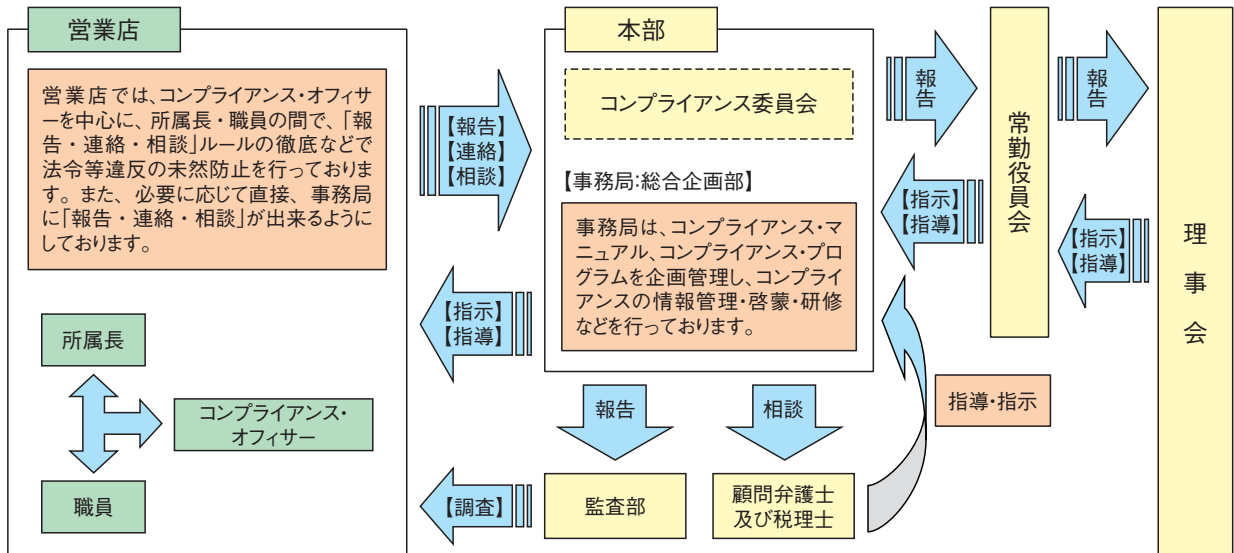 営業店
営業店では、コンプライアンス・オフィサ
ーを中心に、所属長・職員の間で、「報
告・連絡・相談」ルールの徹底などで
法令等違反の未然防止を行っておりま
す。また、必要に応じて直接、事務局
に「報告・連絡・相談」が出来るように
しております。
所属長
コンプライアンス・
オフィサー
職員
【報告】
【連絡】
【相談】
【指示】
【指導】
【調査】
本部
コンプライアンス委員会
【事務局:総合企画部】
事務局は、コンプライアンス・マ
ニュアル、コンプライアンス・プロ
グラムを企画管理し、コンプライ
アンスの情報管理・啓蒙・研修
などを行っております。
報告
相談
監査部
顧問弁護士
及び税理士
指導・指示
報告
【指示】
【指導】
常勤役員会
報告
【指示】
【指導】
理事会